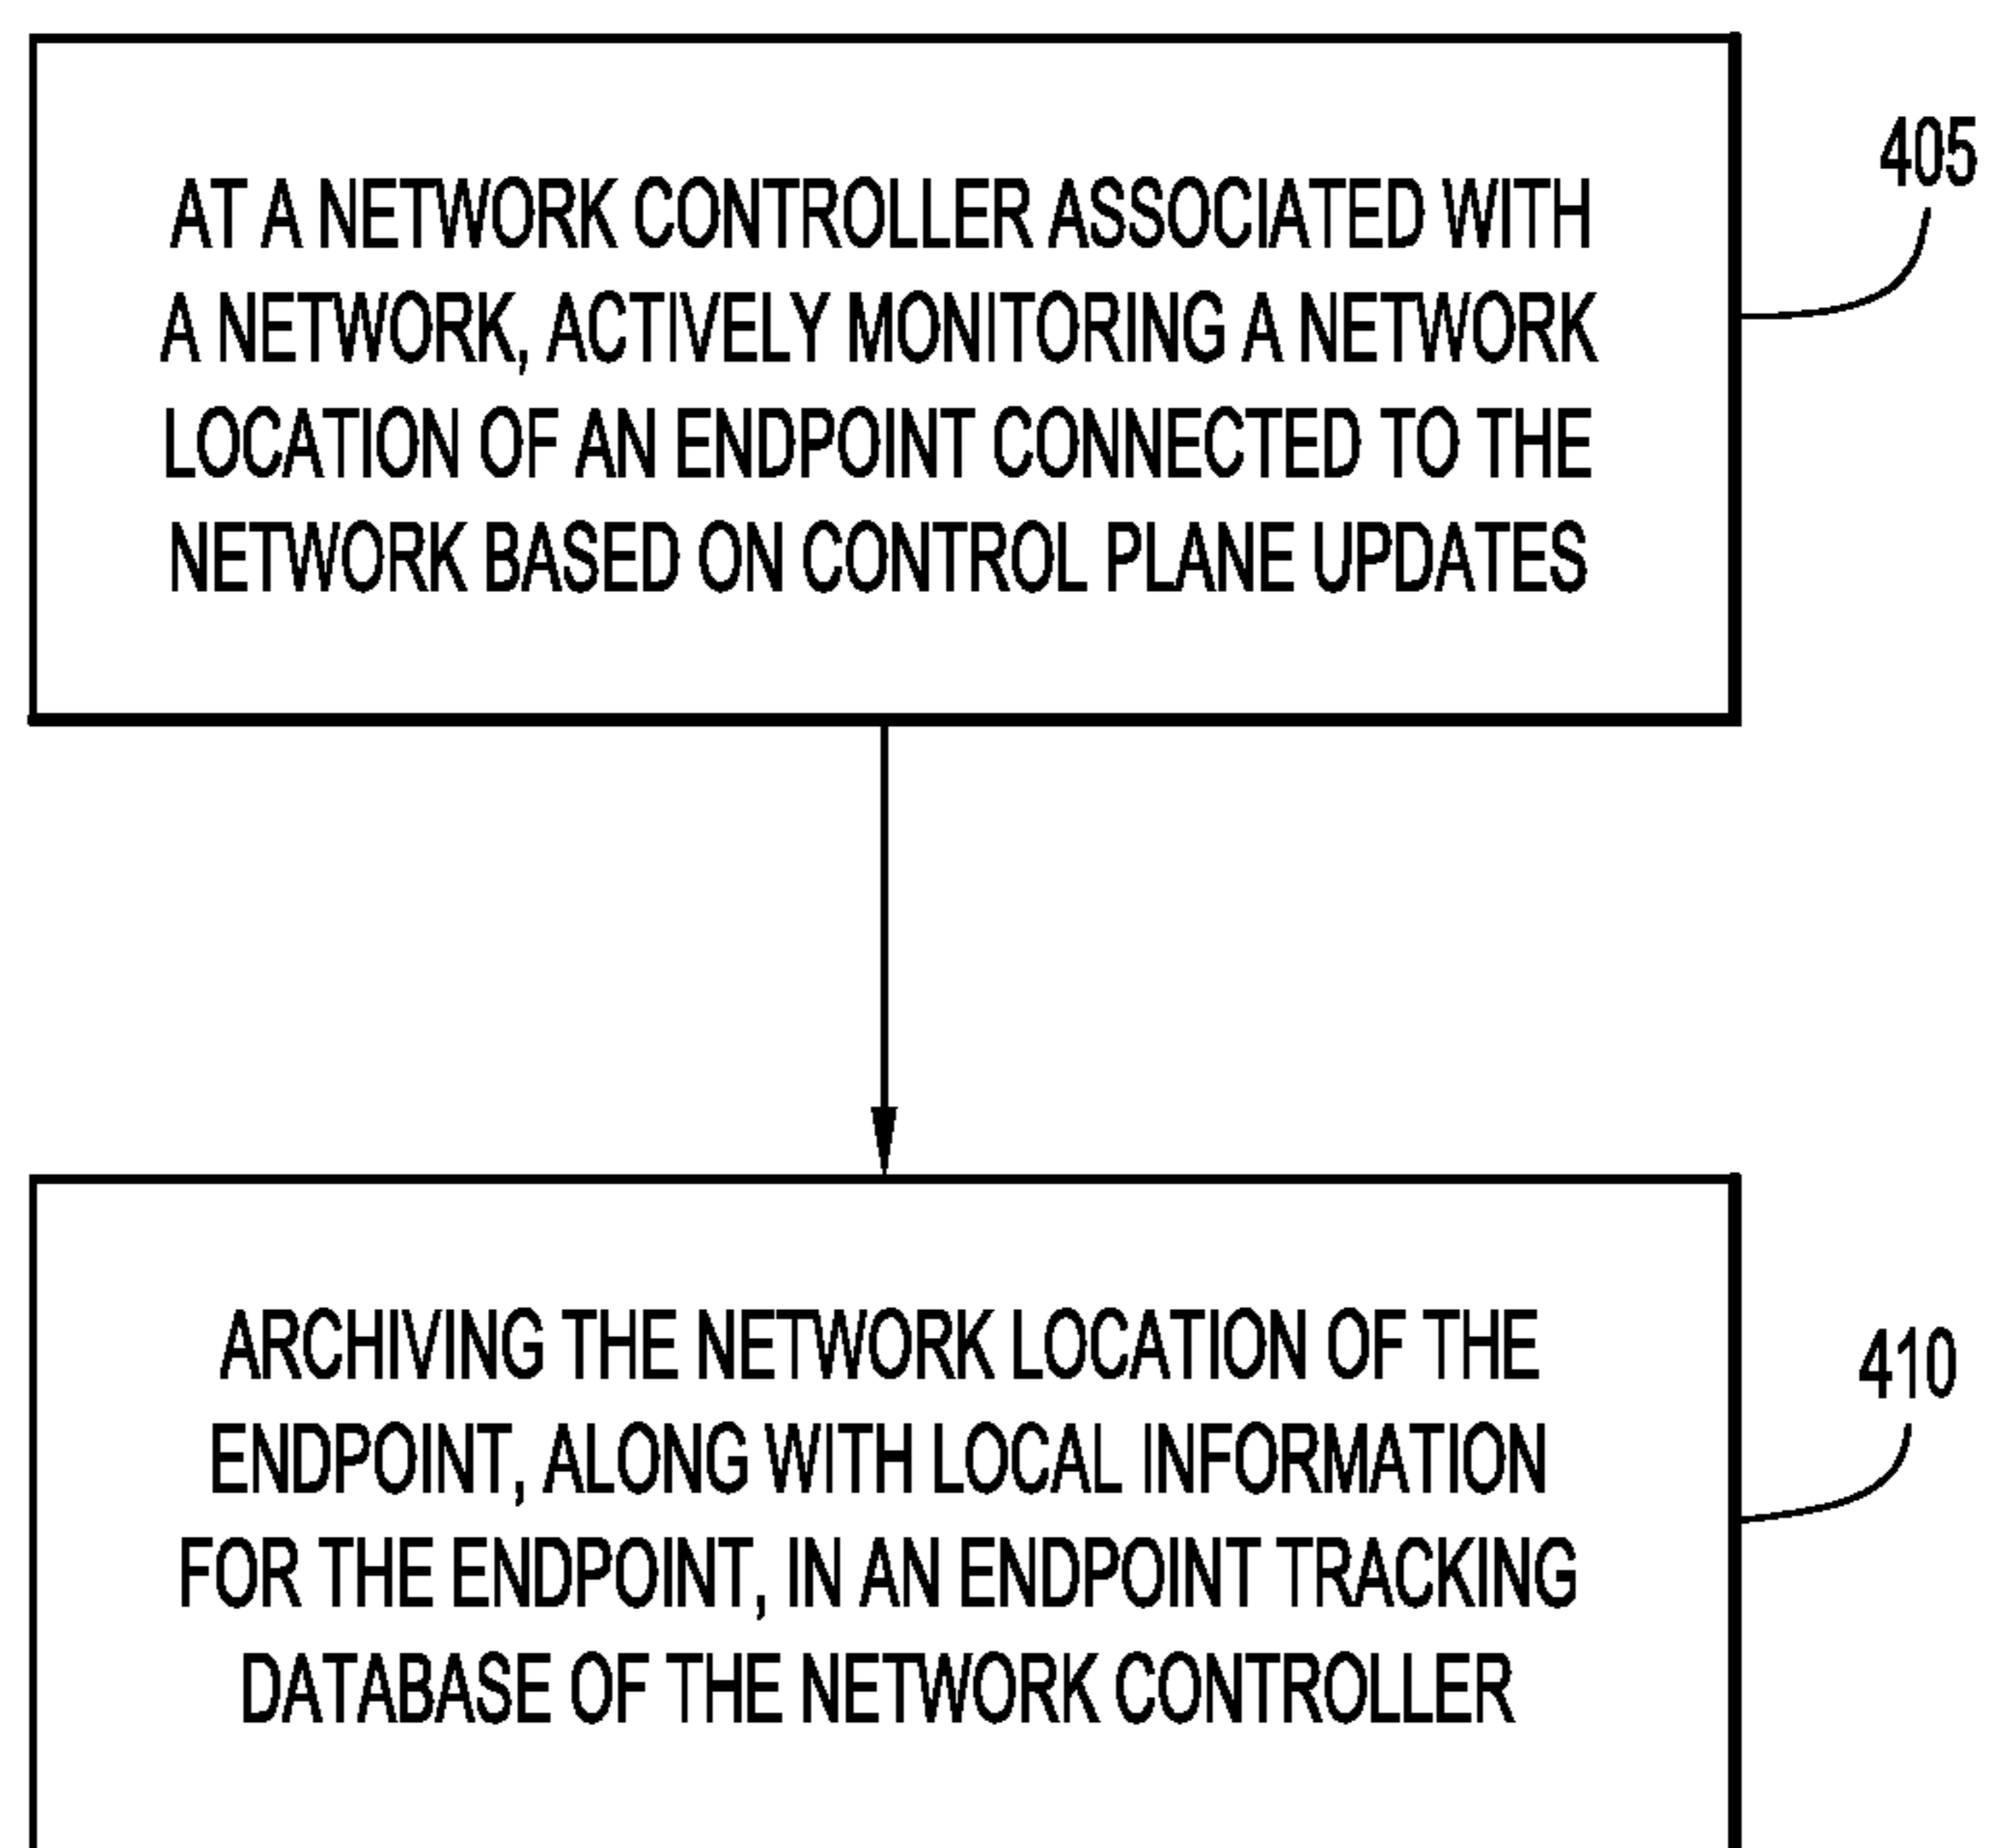 AT A NETWORK CONTROLLER ASSOCIATED WITH
A NETWORK, ACTIVELY MONITORING A NETWORK
LOCATION OF AN ENDPOINT CONNECTED TO THE
NETWORK BASED ON CONTROL PLANE UPDATES
405
ARCHIVING THE NETWORK LOCATION OF THE
ENDPOINT, ALONG WITH LOCAL INFORMATION
FOR THE ENDPOINT, IN AN ENDPOINT TRACKING
DATABASE OF THE NETWORK CONTROLLER
410